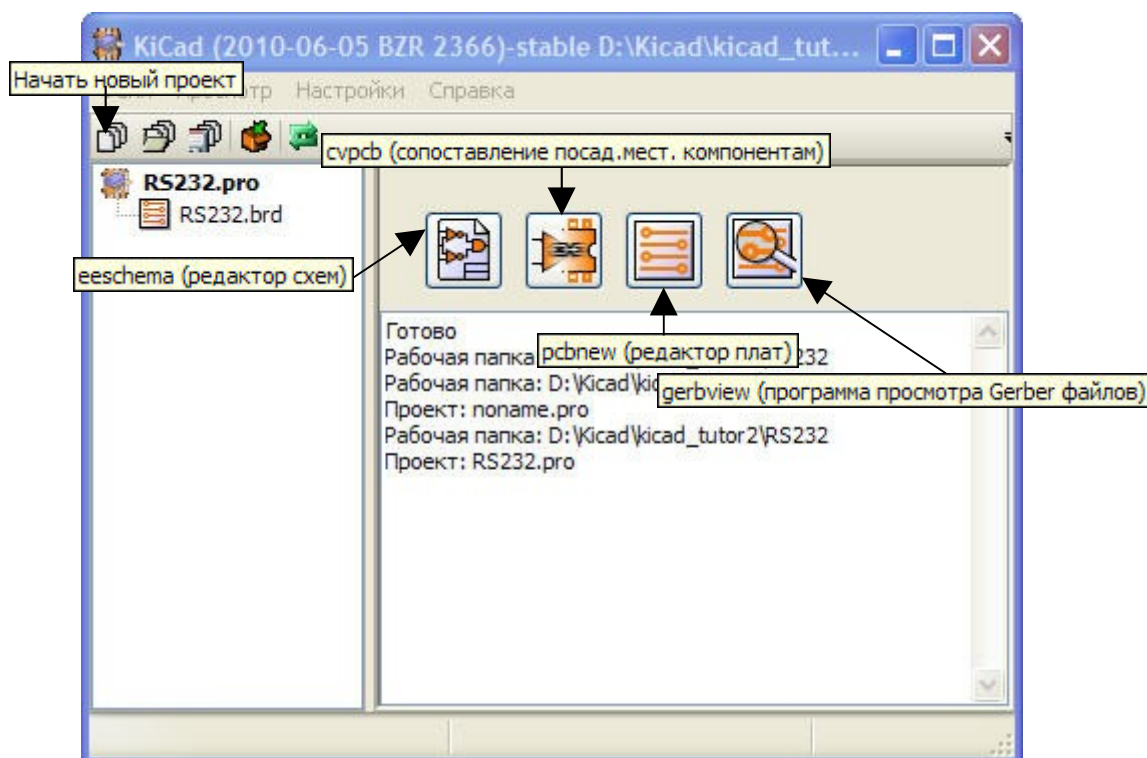 KiCad (2010-06-05 BZR 2366)-stable D:\Kicad\kicad_tut...
Начать новый проект
Настройки Справка
cvpcb (сопоставление посад.мест. компонентам)
RS232.pro
RS232.brd
eeschema (редактор схем)
Готово
Рабочая папка: 232
pcbnew (редактор плат)
Рабочая папка: D:\Kicad\
gerbview (программа просмотра Gerber файлов)
Проект: noname.pro
Рабочая папка: D:\Kicad\kicad_tutor2\RS232
Проект: RS232.pro